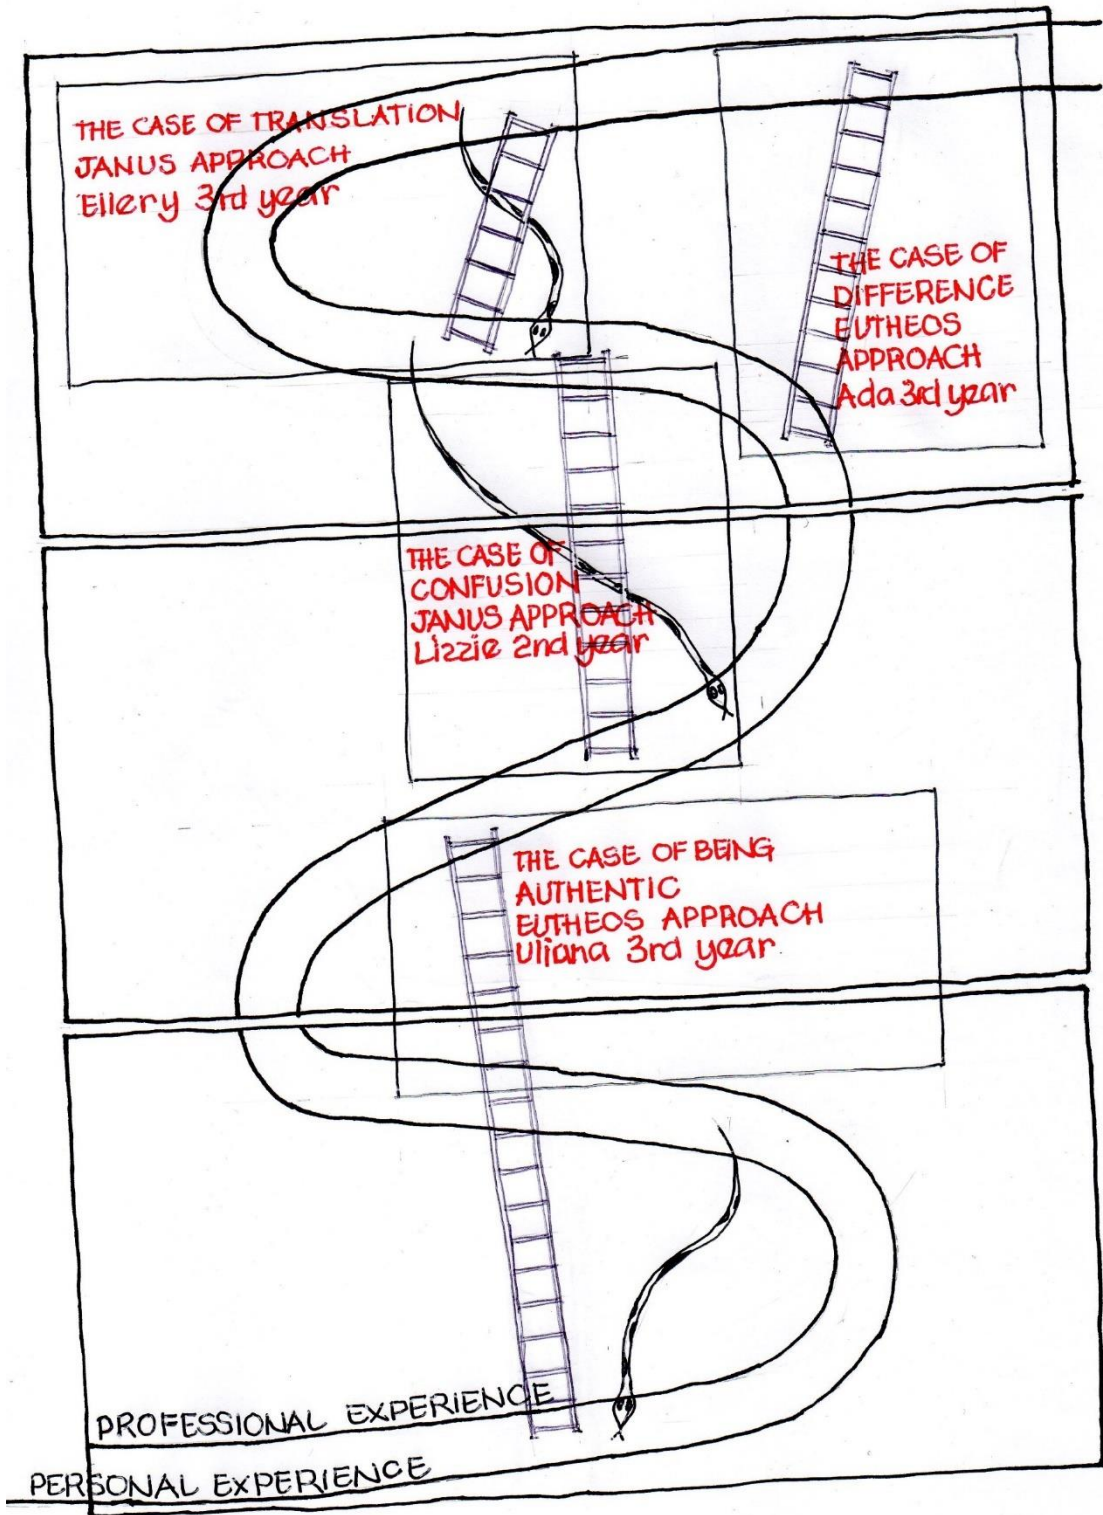 THE CASE OF TRANSLATION
JANUS APPROACH
Ellery 3rd year
THE CASE OF
DIFFERENCE
EUTHEOS
APPROACH
Ada 3rd year
THE CASE OF
CONFUSION
JANUS APPROACH
Lizzie 2nd year
THE CASE OF BEING
AUTHENTIC
EUTHEOS APPROACH
Uliana 3rd year
PROFESSIONAL EXPERIENCE
PERSONAL EXPERIENCE